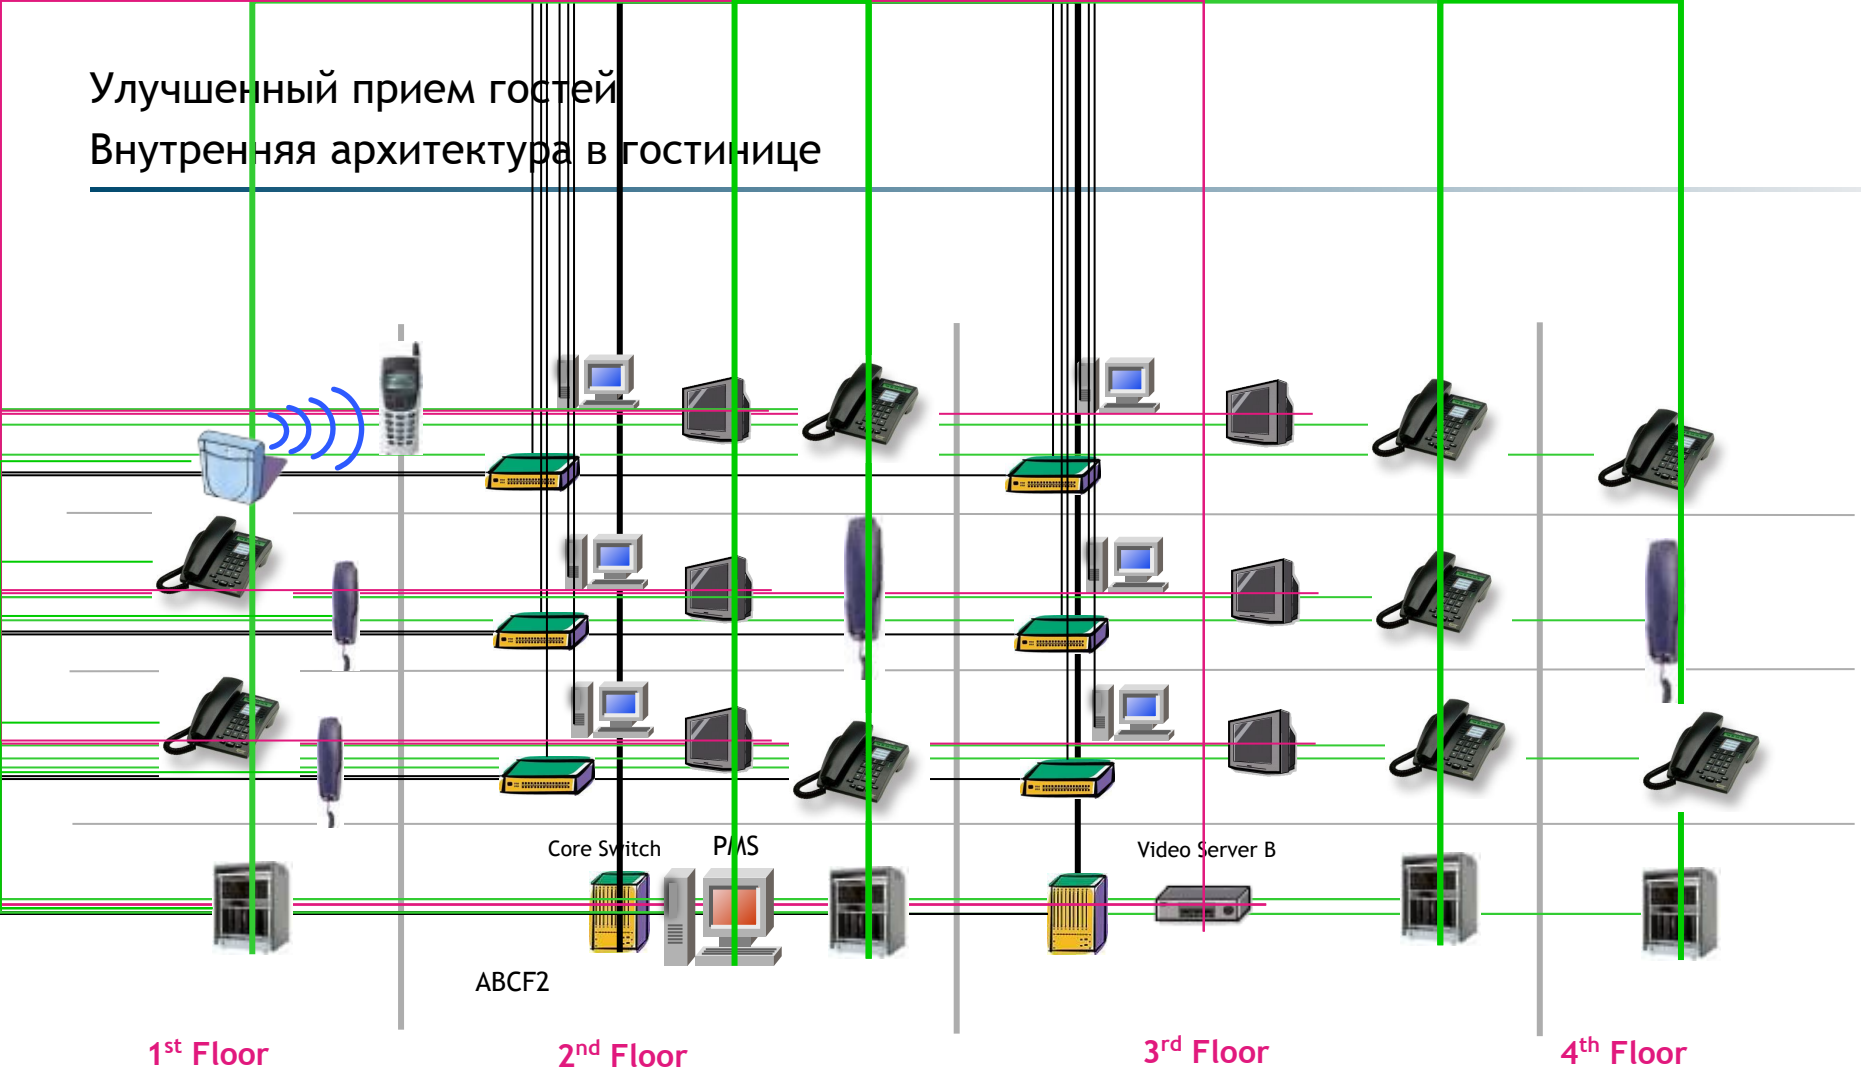 Улучшенный прием гостей
Внутренняя архитектура в гостинице
Core Switch
PMS
Video Server B
ABCF2
1st Floor
2nd Floor
3rd Floor
4th Floor